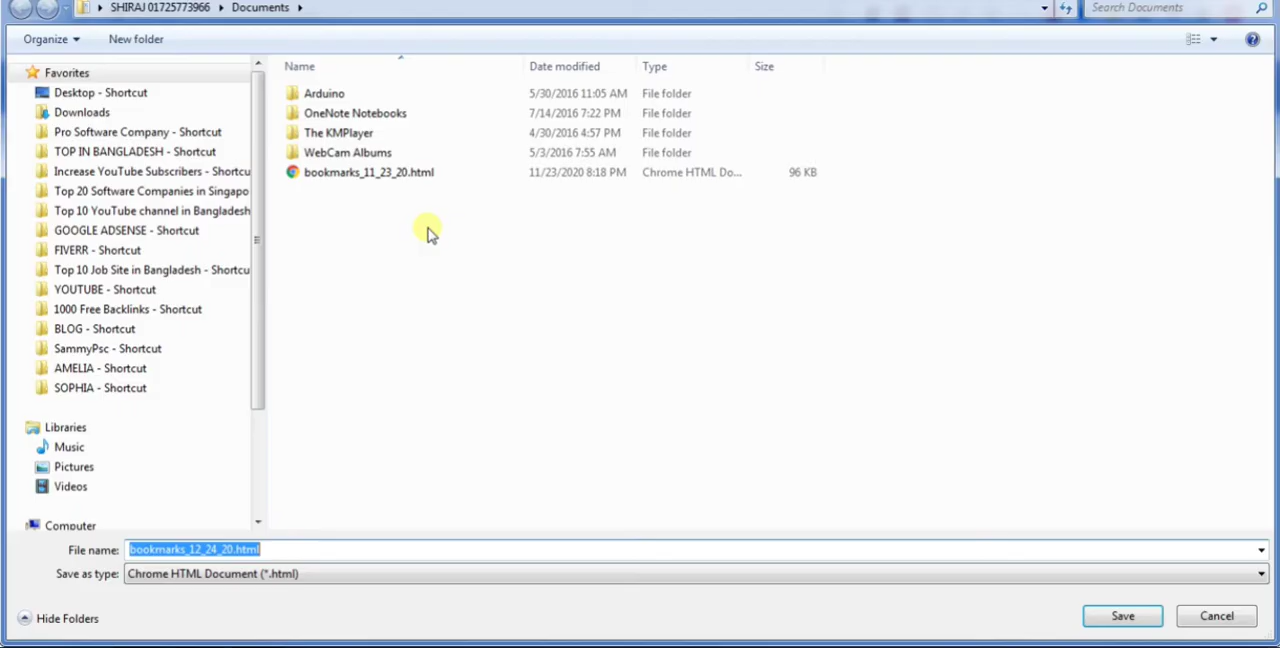 SHIRAJ 01725773966 Documents Search Documents
Organize New folder
Name Date modified Type Size
Favorites
Desktop - Shortcut
Downloads
Pro Software Company - Shortcut
TOP IN BANGLADESH - Shortcut
Increase YouTube Subscribers - Shortcu
Top 20 Software Companies in Singapo
Top 10 YouTube channel in Bangladesh
GOOGLE ADSENSE - Shortcut
FIVERR - Shortcut
Top 10 Job Site in Bangladesh - Shortcu
YOUTUBE - Shortcut
1000 Free Backlinks - Shortcut
BLOG - Shortcut
SammyPsc - Shortcut
AMELIA - Shortcut
SOPHIA - Shortcut
Libraries
Music
Pictures
Videos
Computer
Arduino 5/30/2016 11:05 AM File folder
OneNote Notebooks 7/14/2016 7:22 PM File folder
The KMPlayer 4/30/2016 4:57 PM File folder
WebCam Albums 5/3/2016 7:55 AM File folder
bookmarks_11_23_20.html 11/23/2020 8:18 PM Chrome HTML Do... 96 KB
File name: bookmarks_12_24_20.html
Save as type: Chrome HTML Document (*.html)
Hide Folders Save Cancel